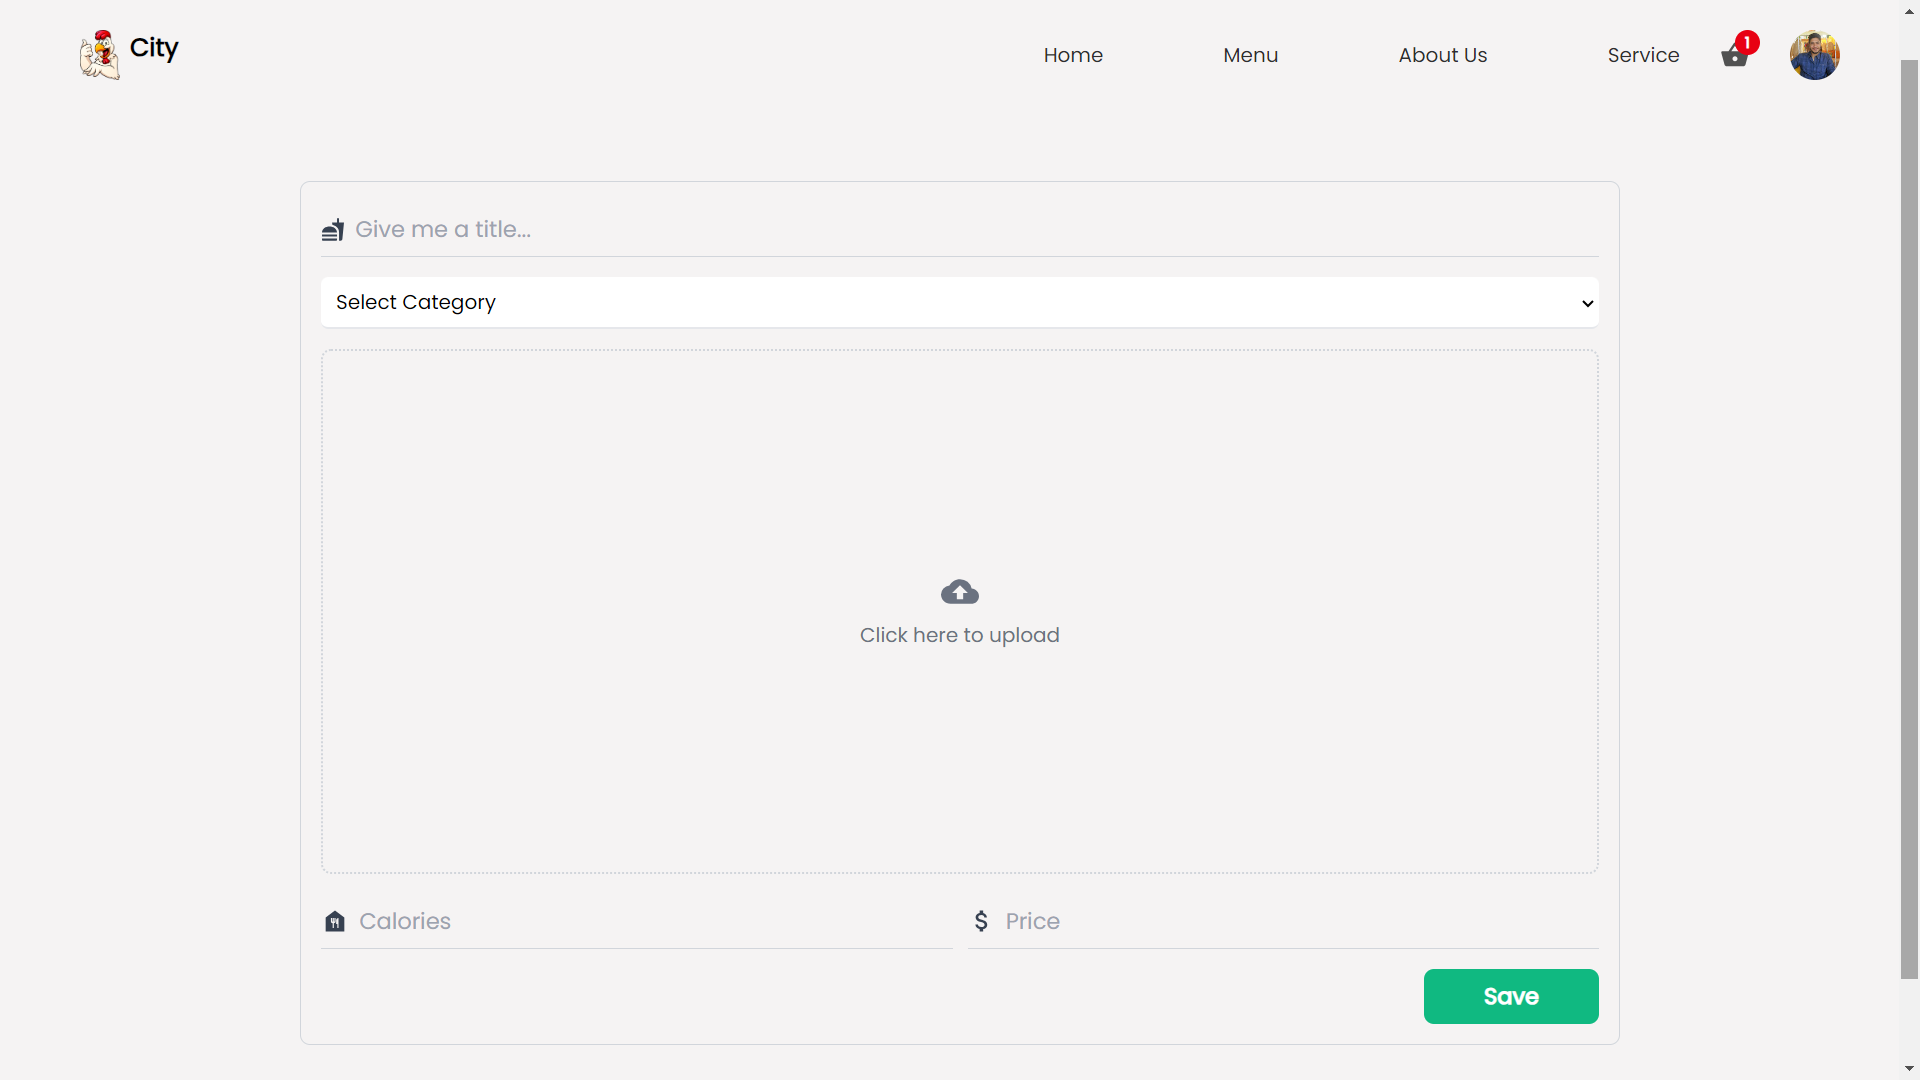 City
Home
Menu
About Us
Service
1
Give me a title...
Select Category
Click here to upload
Calories
$ Price
Save